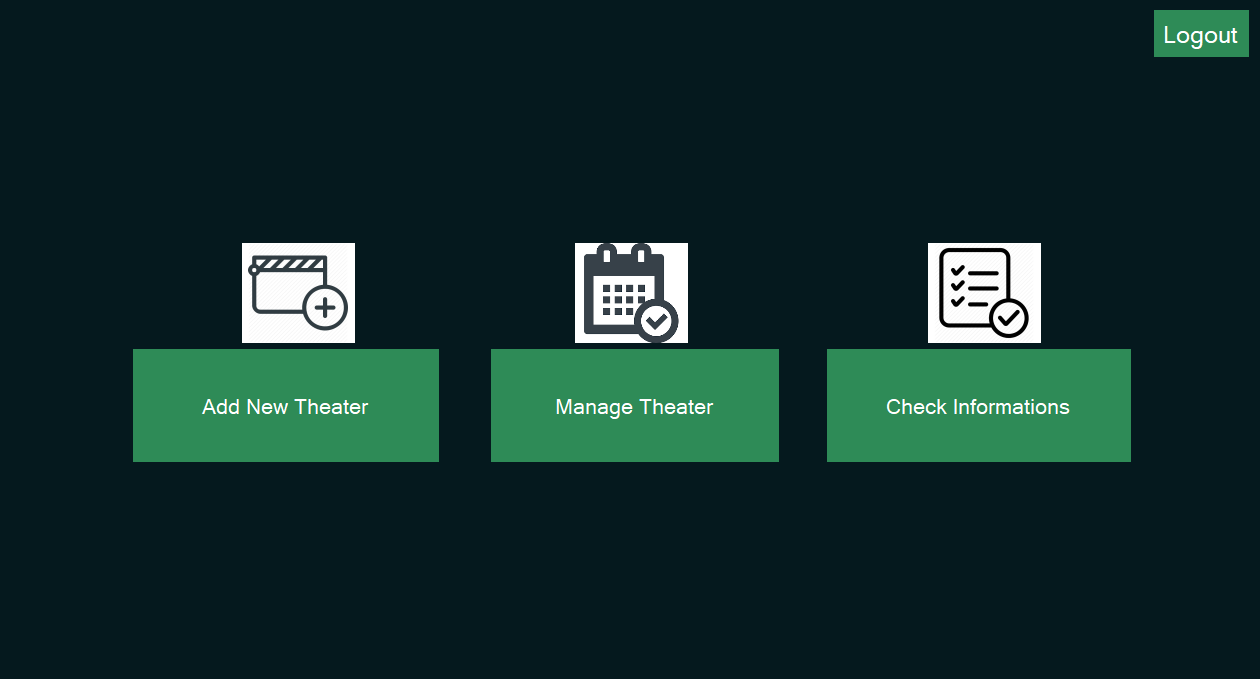 Logout
Add New Theater
Manage Theater
Check Informations